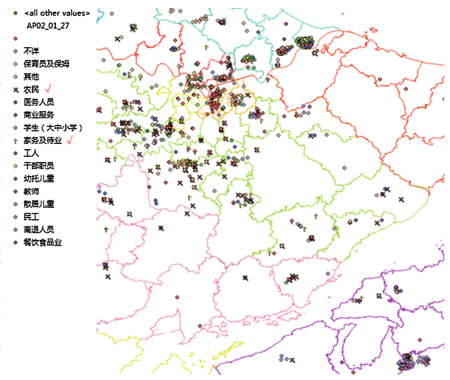 <all other values>
AP02_01_27
不详
保育员及保姆
其他
农民
医务人员
商业服务
学生（大中小学）
家务及待业
工人
干部职员
幼托儿童
教师
散居儿童
民工
离退人员
餐饮食品业